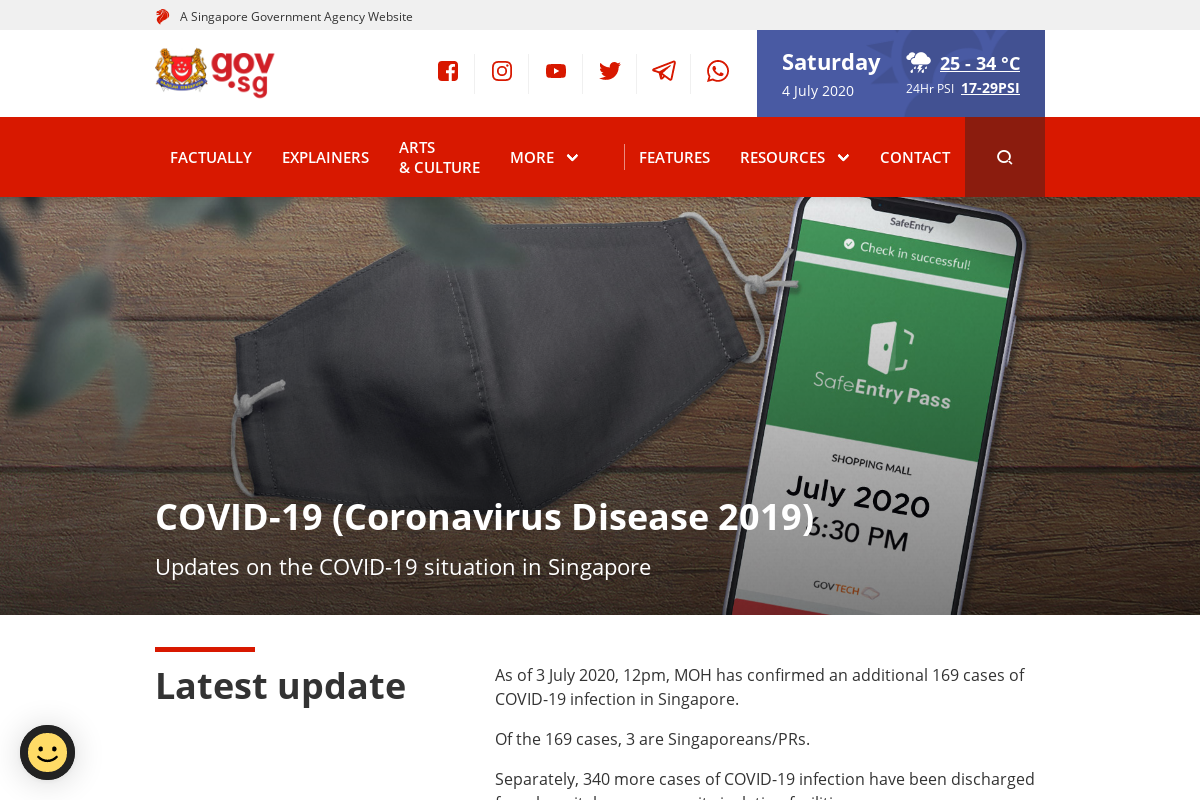 A Singapore Government Agency Website
gov
.sg
Saturday
4 July 2020
25 - 34 °C
24Hr PSI 17-29PSI
FACTUALLY
EXPLAINERS
ARTS
& CULTURE
MORE
FEATURES
RESOURCES
CONTACT
SafeEntry
Check in successful!
SafeEntry Pass
SHOPPING MALL
July 2020
6:30 PM
GOVTECH
COVID-19 (Coronavirus Disease 2019)
Updates on the COVID-19 situation in Singapore
Latest update
As of 3 July 2020, 12pm, MOH has confirmed an additional 169 cases of
COVID-19 infection in Singapore.
Of the 169 cases, 3 are Singaporeans/PRs.
Separately, 340 more cases of COVID-19 infection have been discharged